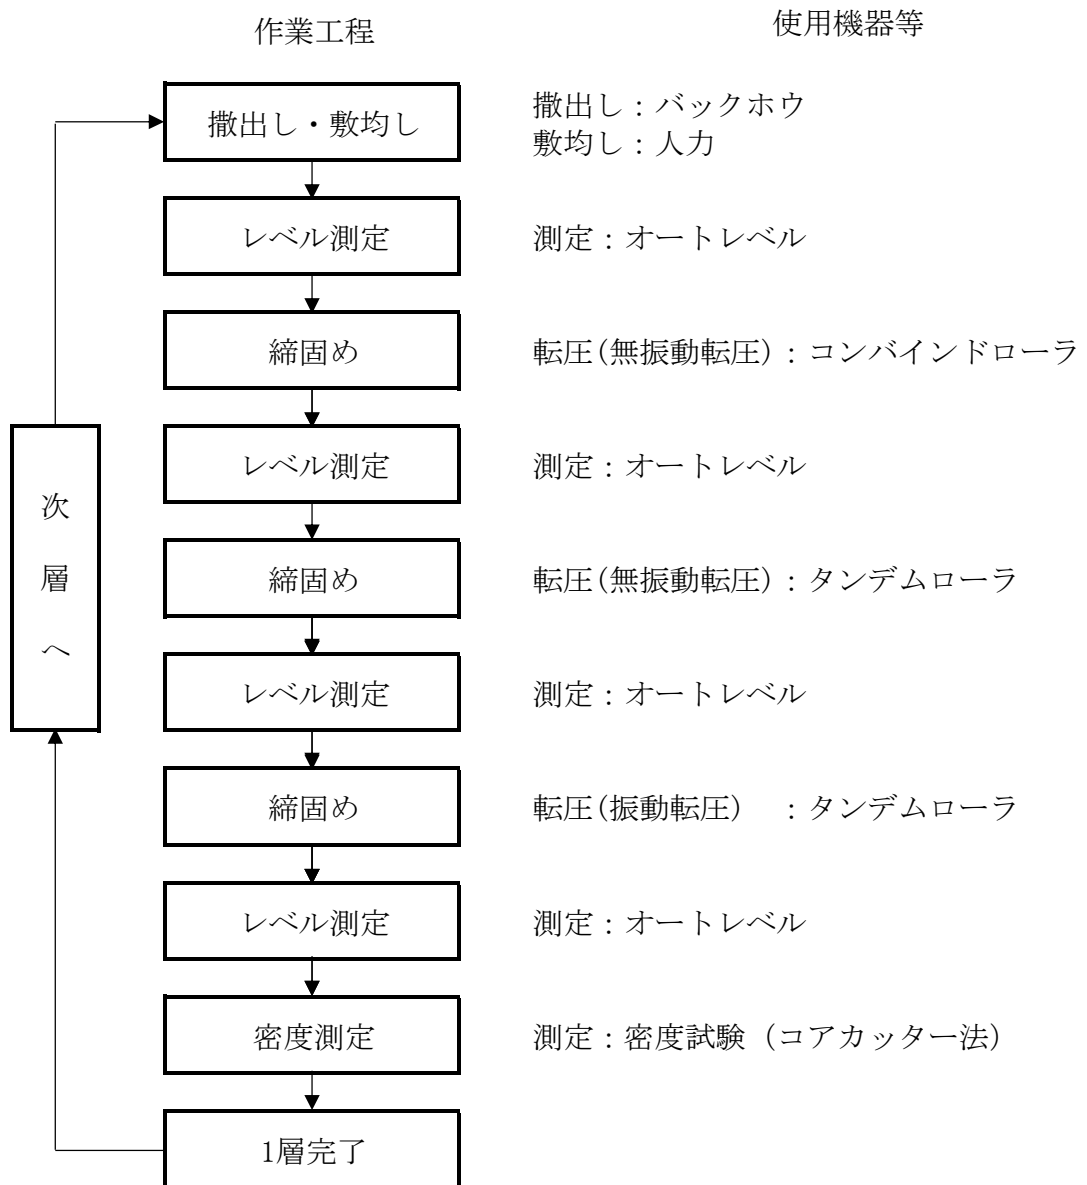 作業工程
使用機器等
撒出し・敷均し
撒出し：バックホウ
敷均し：人力
レベル測定
測定：オートレベル
締固め
転圧(無振動転圧)：コンバインドローラ
レベル測定
測定：オートレベル
締固め
転圧(無振動転圧)：タンデムローラ
レベル測定
測定：オートレベル
締固め
転圧(振動転圧)　：タンデムローラ
レベル測定
測定：オートレベル
密度測定
測定：密度試験（コアカッター法）
1層完了
次層へ